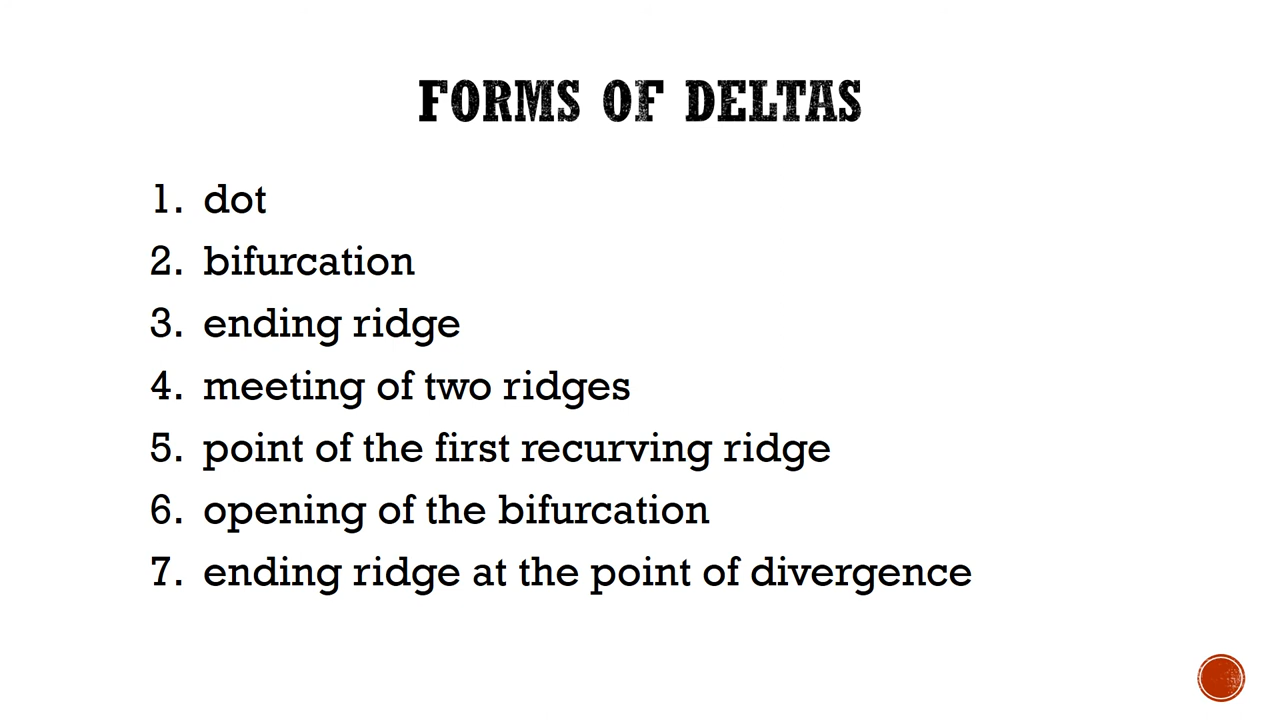 FORMS OF DELTAS
1. dot
2. bifurcation
3. ending ridge
4. meeting of two ridges
5. point of the first recurving ridge
6. opening of the bifurcation
7. ending ridge at the point of divergence